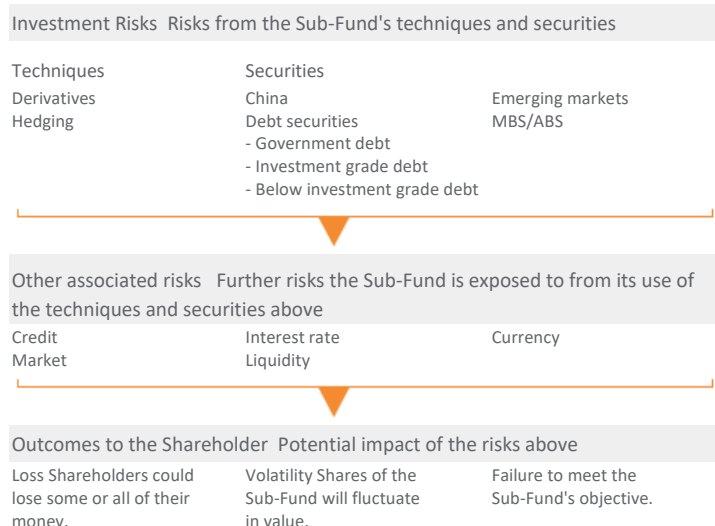 Investment Risks Risks from the Sub-Fund's techniques and securities
Techniques
Derivatives
Hedging
Securities
China
Debt securities
- Government debt
- Investment grade debt
- Below investment grade debt
Emerging markets
MBS/ABS
Other associated risks Further risks the Sub-Fund is exposed to from its use of
the techniques and securities above
Credit
Market
Interest rate
Liquidity
Currency
Outcomes to the Shareholder Potential impact of the risks above
Loss Shareholders could
lose some or all of their
money.
Volatility Shares of the
Sub-Fund will fluctuate
in value.
Failure to meet the
Sub-Fund's objective.